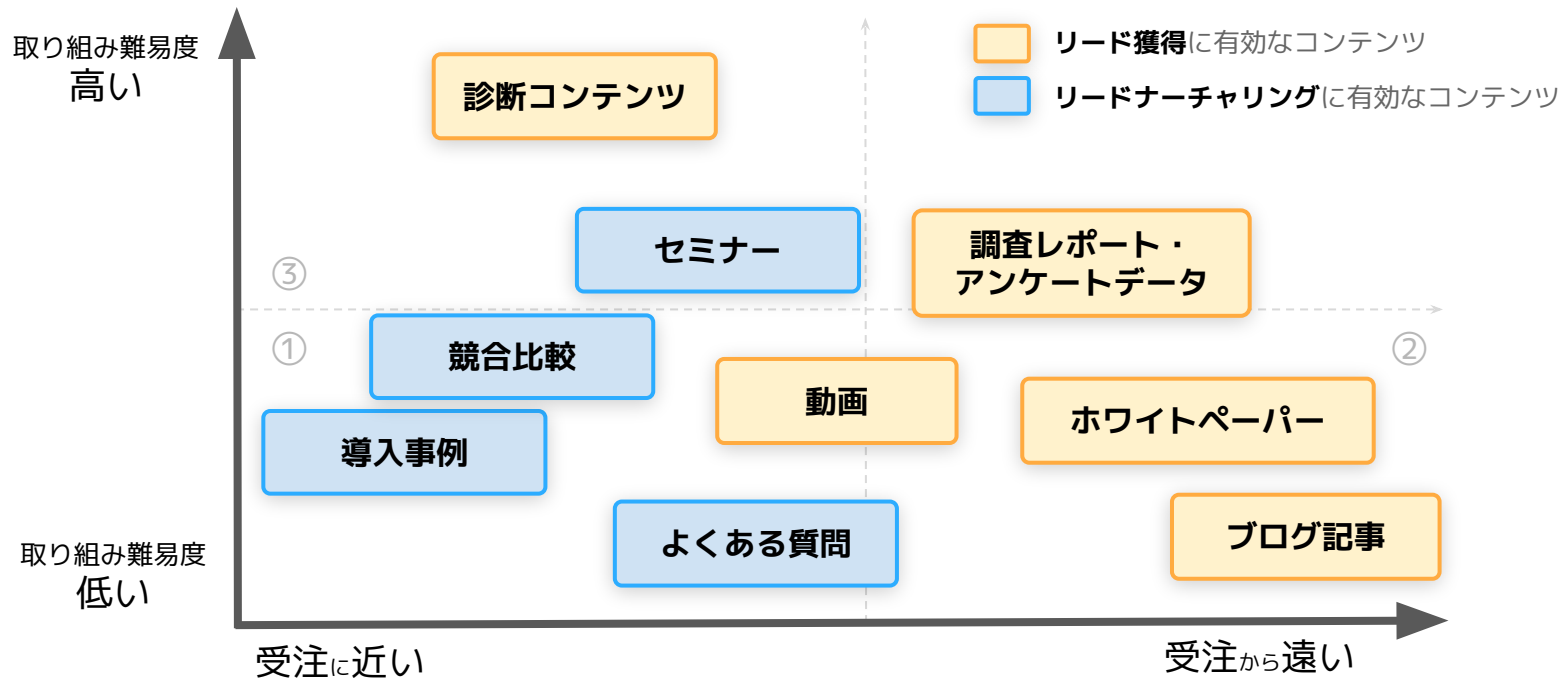 取り組み難易度
高い
リード獲得に有効なコンテンツ
リードナーチャリングに有効なコンテンツ
診断コンテンツ
セミナー
調査レポート・
アンケートデータ
③
①
②
競合比較
動画
ホワイトペーパー
導入事例
よくある質問
ブログ記事
取り組み難易度
低い
受注に近い
受注から遠い